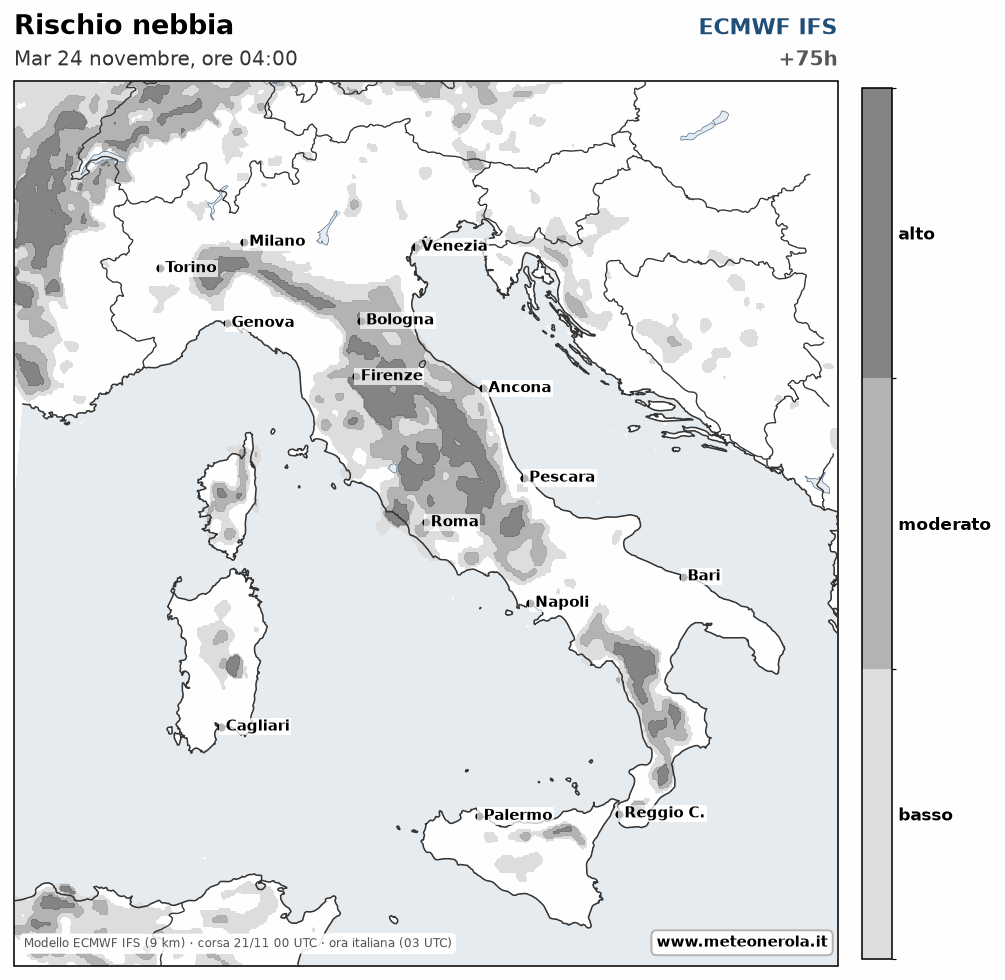 Rischio nebbia
ECMWF IFS
Mar 24 novembre, ore 04:00
+75h
alto
Milano
Venezia
Torino
Genova
Bologna
Firenze
Ancona
Pescara
Roma
moderato
Bari
Napoli
Cagliari
Palermo
Reggio C.
basso
Modello ECMWF IFS (9 km) · corsa 21/11 00 UTC · ora italiana (03 UTC)
www.meteonerola.it